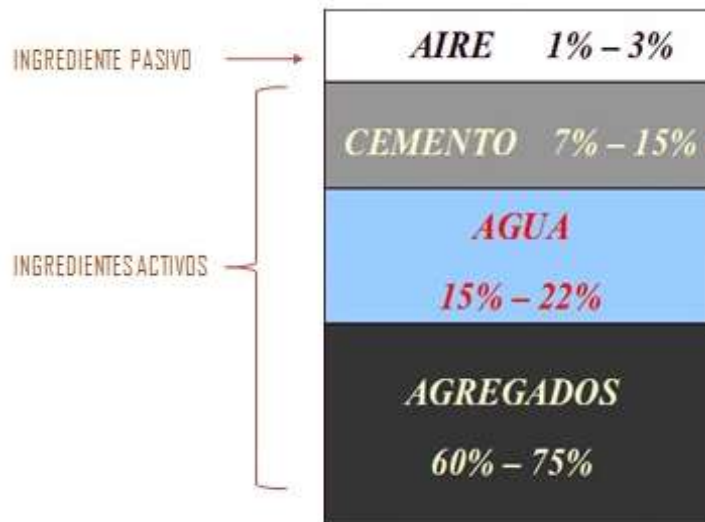 INGREDIENTE PASIVO
AIRE 1% – 3%
CEMENTO 7% – 15%
INGREDIENTES ACTIVOS
AGUA
15% – 22%
AGREGADOS
60% – 75%